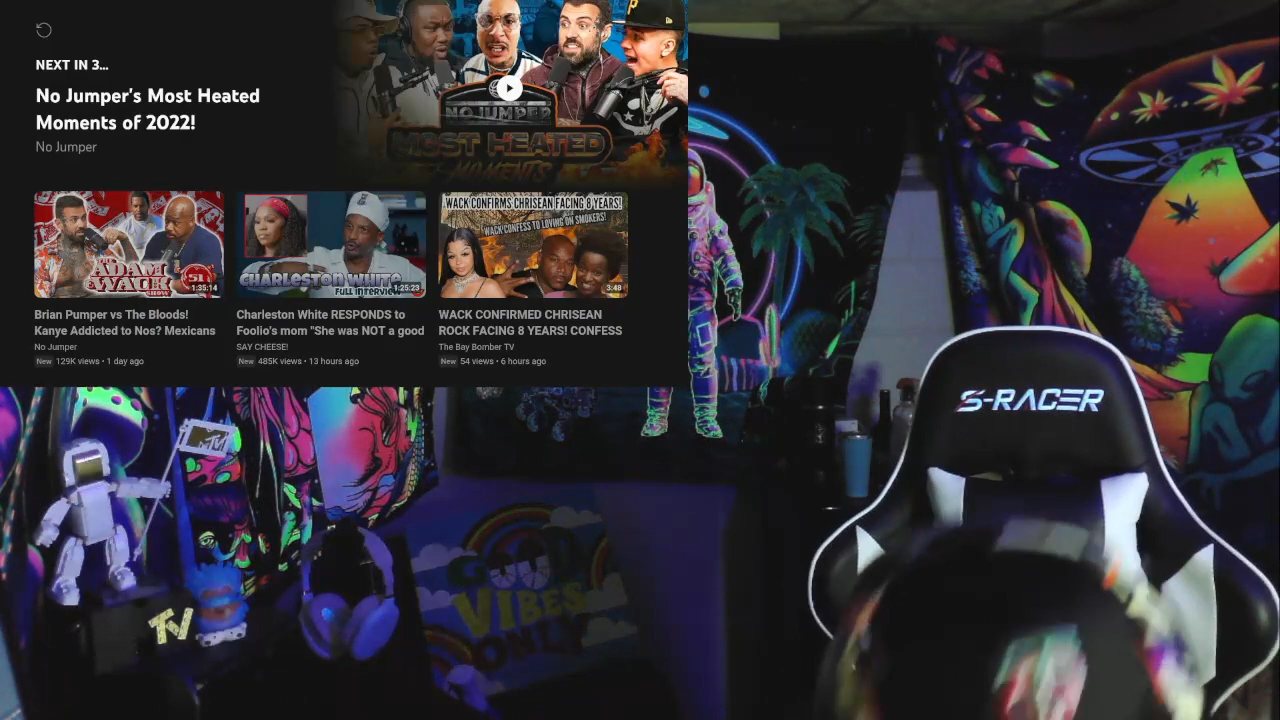 NEXT IN 3...
No Jumper's Most Heated
Moments of 2022!
No Jumper
NO JUMPER
MOST HEATED
MOMENTS
THE
ADAM
& WACK
SHOW
51
1:35:14
CHARLESTON WHITE
FULL INTERVIEW
1:25:23
WACK CONFIRMS CHRISEAN FACING 8 YEARS!
WACK CONFESS TO LOVING ON SMOKERS!
3:48
Brian Pumper vs The Bloods!
Kanye Addicted to Nos? Mexicans
No Jumper
New 129K views • 1 day ago
Charleston White RESPONDS to
Foolio's mom "She was NOT a good
SAY CHEESE!
New 485K views • 13 hours ago
WACK CONFIRMED CHRISEAN
ROCK FACING 8 YEARS! CONFESS
The Bay Bomber TV
New 54 views • 6 hours ago
S-RACER
MTV
TV
GOOD
VIBES
ONLY